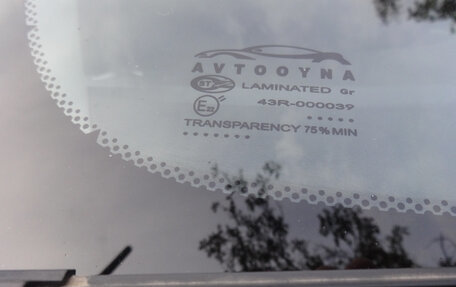 AVTOOYNA
LAMINATED Gr
43R-000039
TRANSPARENCY 75% MIN